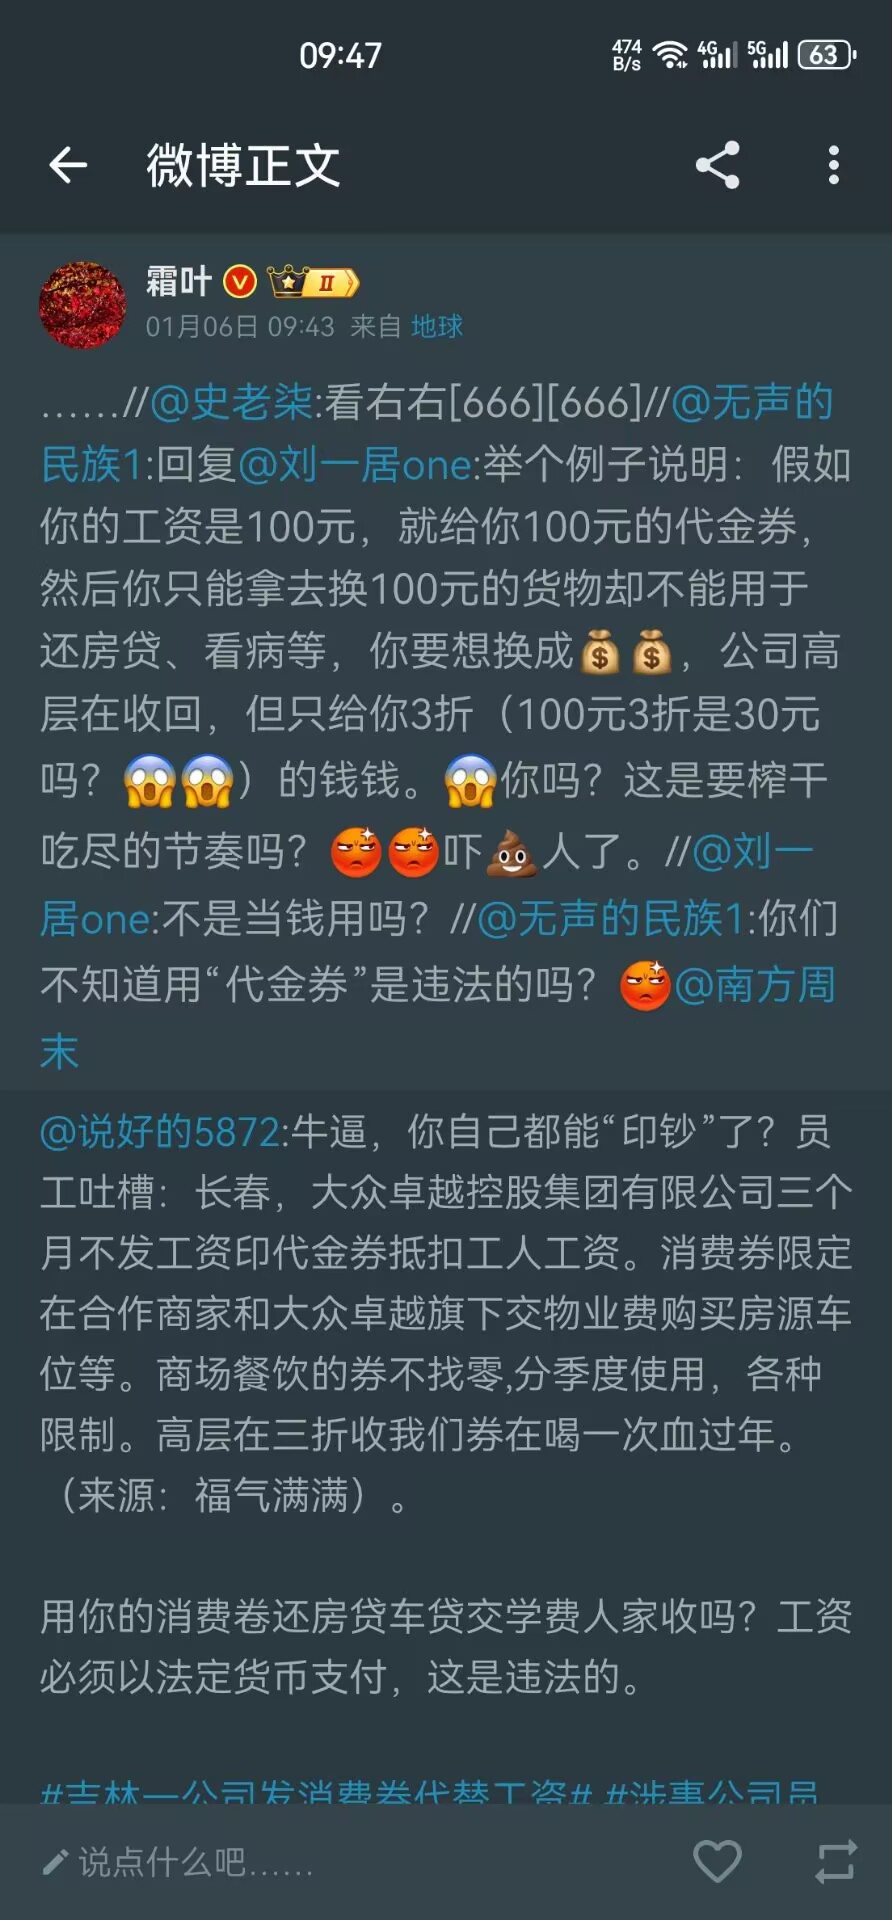 09:47
474 B/s 4G 5G 63
微博正文
霜叶 V II
01月06日 09:43 来自 地球
……//@史老柒:看右右[666][666]//@无声的
民族1:回复@刘一居one:举个例子说明：假如
你的工资是100元，就给你100元的代金券，
然后你只能拿去换100元的货物却不能用于
还房贷、看病等，你要想换成💰💰，公司高
层在收回，但只给你3折（100元3折是30元
吗？😱😱）的钱钱。😱你吗？这是要榨干
吃尽的节奏吗？😡😡吓💩人了。//@刘一
居one:不是当钱用吗？//@无声的民族1:你们
不知道用“代金券”是违法的吗？😡@南方周
末
@说好的5872:牛逼，你自己都能“印钞”了？员
工吐槽：长春，大众卓越控股集团有限公司三个
月不发工资印代金券抵扣工人工资。消费券限定
在合作商家和大众卓越旗下交物业费购买房源车
位等。商场餐饮的券不找零,分季度使用，各种
限制。高层在三折收我们券在喝一次血过年。
（来源：福气满满）。
用你的消费卷还房贷车贷交学费人家收吗？工资
必须以法定货币支付，这是违法的。
#吉林一公司发消费券代替工资# #涉事公司员
说点什么吧……